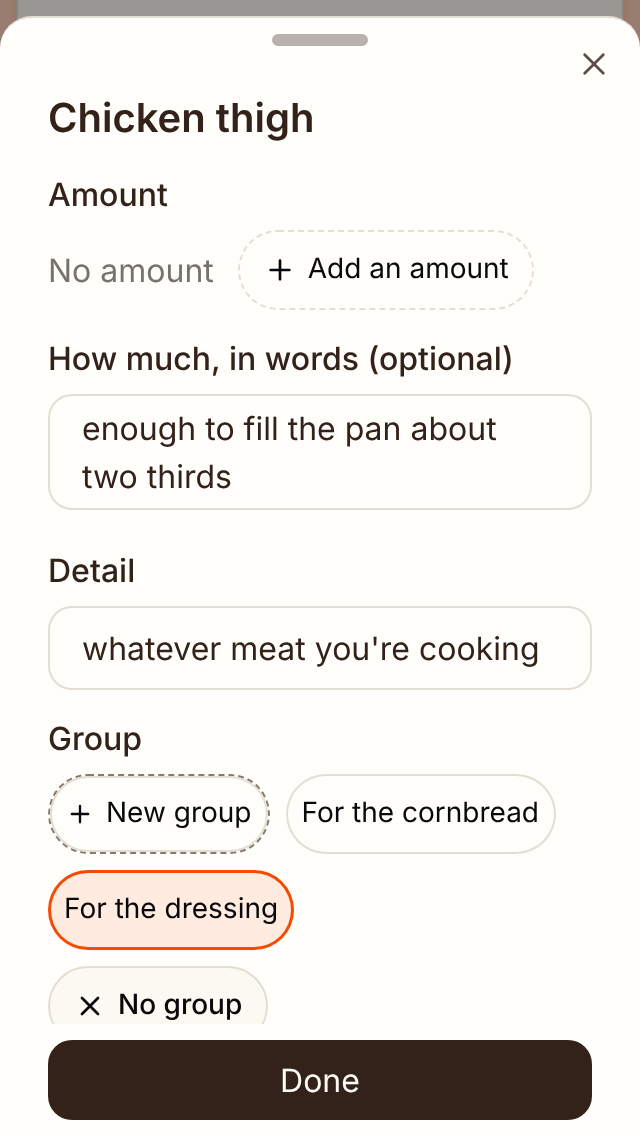 Chicken thigh
Amount
No amount
+ Add an amount
How much, in words (optional)
enough to fill the pan about
two thirds
Detail
whatever meat you're cooking
Group
+ New group
For the cornbread
For the dressing
No group
Done